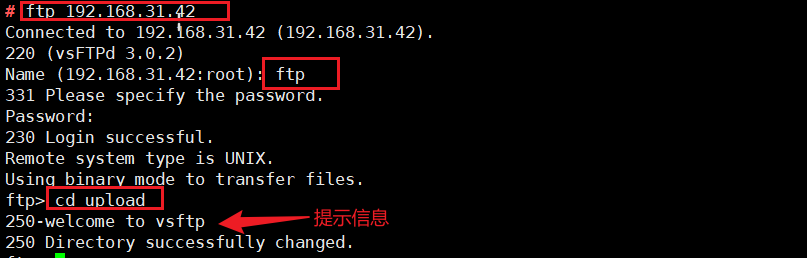 # ftp 192.168.31.42
Connected to 192.168.31.42 (192.168.31.42).
220 (vsFTPd 3.0.2)
Name (192.168.31.42:root): ftp
331 Please specify the password.
Password:
230 Login successful.
Remote system type is UNIX.
Using binary mode to transfer files.
ftp> cd upload
250-welcome to vsftp 提示信息
250 Directory successfully changed.